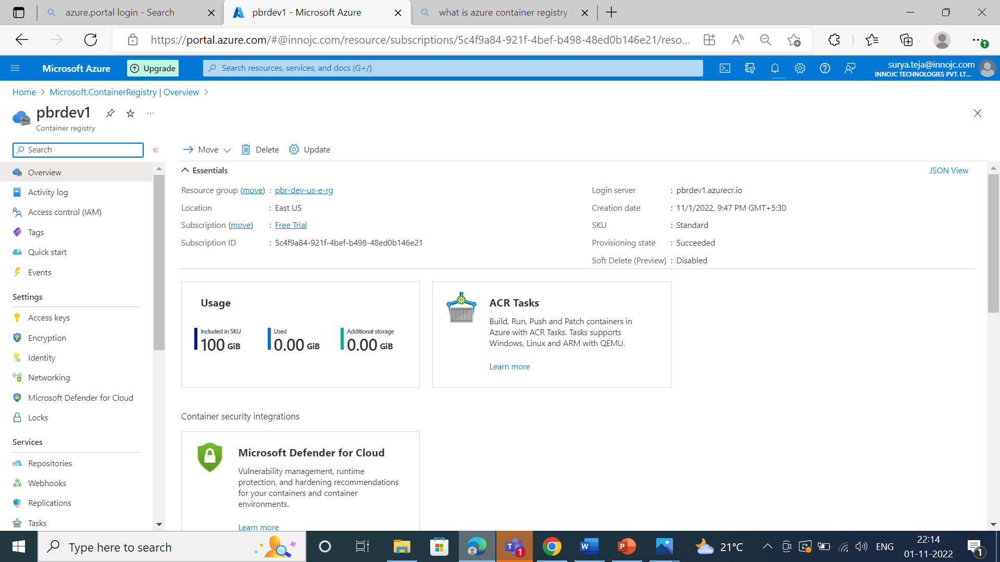 azure.portal login - Search
pbrdev1 - Microsoft Azure
what is azure container registry -
https://portal.azure.com/#@innojc.com/resource/subscriptions/5c4f9a84-921f-4bef-b498-48ed0b146e21/reso...
Microsoft Azure
Upgrade
Search resources, services, and docs (G+/)
surya.teja@innojc.com
INNOJC TECHNOLOGIES PVT. LT...
Home > Microsoft.ContainerRegistry | Overview >
pbrdev1
Container registry
Search
Move
Delete
Update
Overview
Activity log
Access control (IAM)
Tags
Quick start
Events
Settings
Access keys
Encryption
Identity
Networking
Microsoft Defender for Cloud
Locks
Services
Repositories
Webhooks
Replications
Tasks
Essentials
JSON View
Resource group (move) : pbr-dev-us-e-rg
Location : East US
Subscription (move) : Free Trial
Subscription ID : 5c4f9a84-921f-4bef-b498-48ed0b146e21
Login server : pbrdev1.azurecr.io
Creation date : 11/1/2022, 9:47 PM GMT+5:30
SKU : Standard
Provisioning state : Succeeded
Soft Delete (Preview) : Disabled
Usage
Included in SKU
100 GiB
Used
0.00 GiB
Additional storage
0.00 GiB
ACR Tasks
Build, Run, Push and Patch containers in
Azure with ACR Tasks. Tasks supports
Windows, Linux and ARM with QEMU.
Learn more
Container security integrations
Microsoft Defender for Cloud
Vulnerability management, runtime
protection, and hardening recommendations
for your containers and container
environments.
Learn more
Type here to search
1
21°C
ENG
22:14
01-11-2022
1